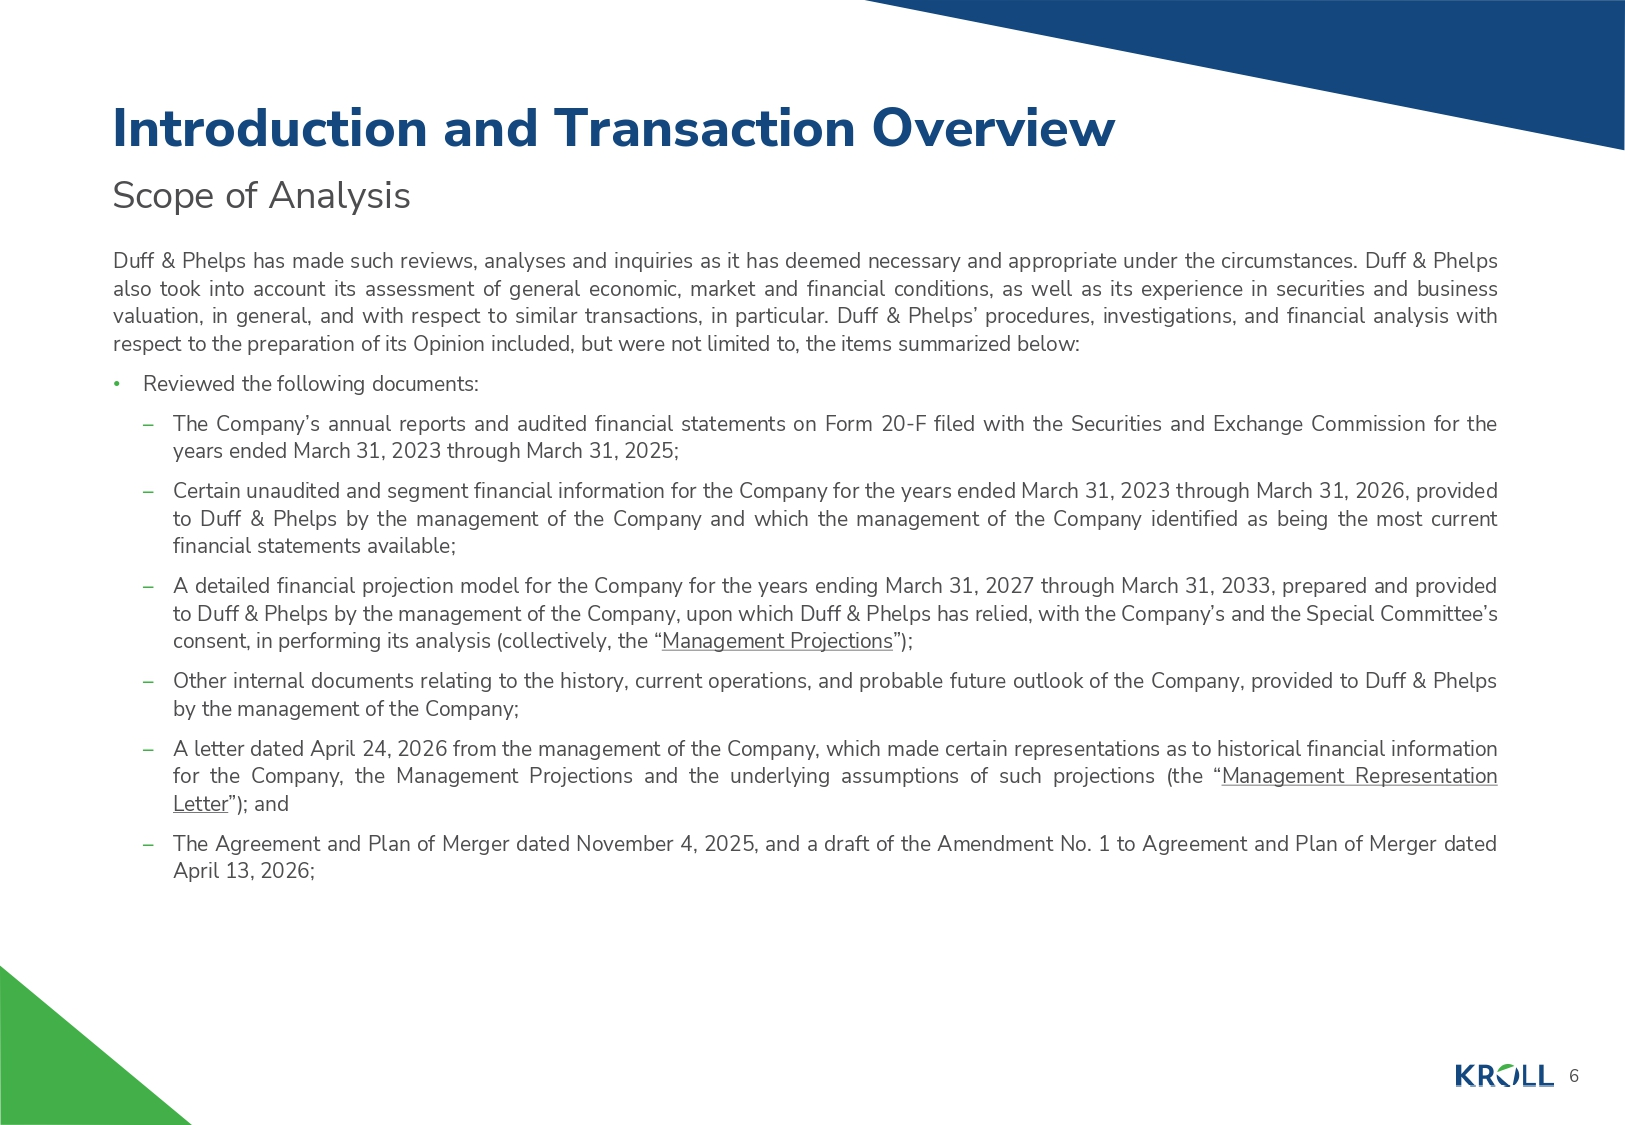 Introduction and Transaction Overview
Scope of Analysis
Duff & Phelps has made such reviews, analyses and inquiries as it has deemed necessary and appropriate under the circumstances. Duff & Phelps
also took into account its assessment of general economic, market and financial conditions, as well as its experience in securities and business
valuation, in general, and with respect to similar transactions, in particular. Duff & Phelps’ procedures, investigations, and financial analysis with
respect to the preparation of its Opinion included, but were not limited to, the items summarized below:
• Reviewed the following documents:
– The Company’s annual reports and audited financial statements on Form 20-F filed with the Securities and Exchange Commission for the
years ended March 31, 2023 through March 31, 2025;
– Certain unaudited and segment financial information for the Company for the years ended March 31, 2023 through March 31, 2026, provided
to Duff & Phelps by the management of the Company and which the management of the Company identified as being the most current
financial statements available;
– A detailed financial projection model for the Company for the years ending March 31, 2027 through March 31, 2033, prepared and provided
to Duff & Phelps by the management of the Company, upon which Duff & Phelps has relied, with the Company’s and the Special Committee’s
consent, in performing its analysis (collectively, the “Management Projections”);
– Other internal documents relating to the history, current operations, and probable future outlook of the Company, provided to Duff & Phelps
by the management of the Company;
– A letter dated April 24, 2026 from the management of the Company, which made certain representations as to historical financial information
for the Company, the Management Projections and the underlying assumptions of such projections (the “Management Representation
Letter”); and
– The Agreement and Plan of Merger dated November 4, 2025, and a draft of the Amendment No. 1 to Agreement and Plan of Merger dated
April 13, 2026;
KROLL 6